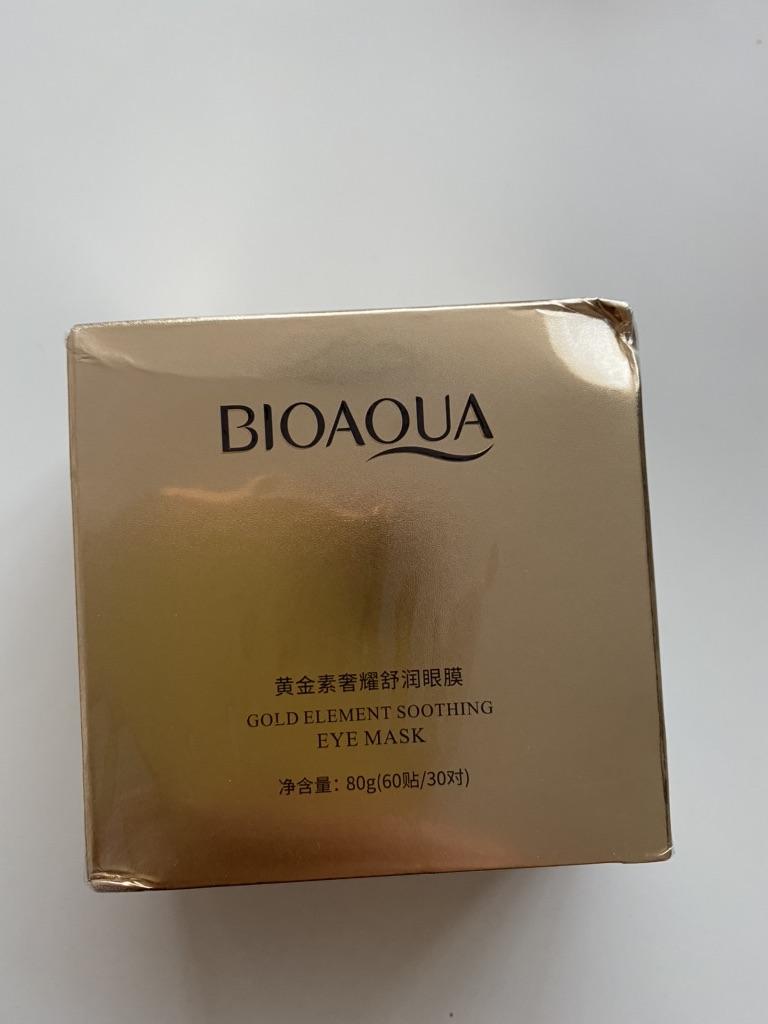 BIOAQUA
黄金素奢耀舒润眼膜
GOLD ELEMENT SOOTHING
EYE MASK
净含量：80g(60贴/30对)